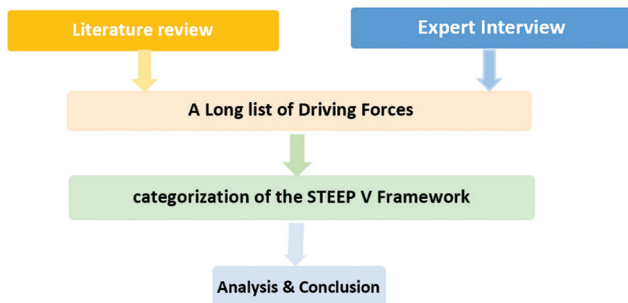 Literature review
Expert Interview
A Long list of Driving Forces
categorization of the STEEP V Framework
Analysis & Conclusion